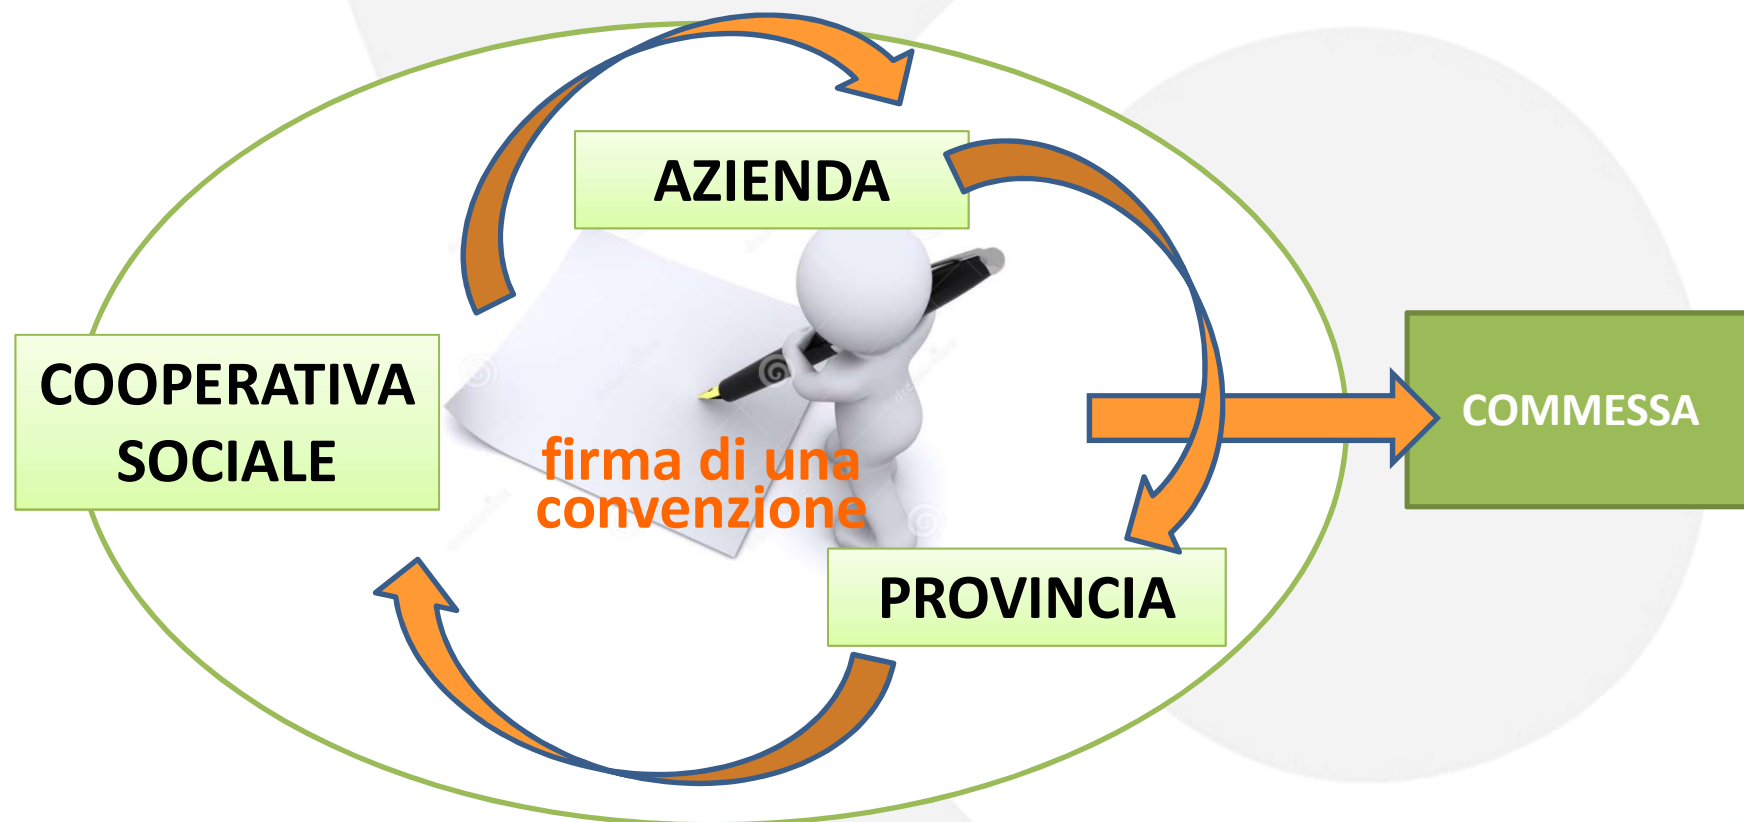 AZIENDA
COOPERATIVA
SOCIALE
COMMESSA
firma di una
convenzione
PROVINCIA